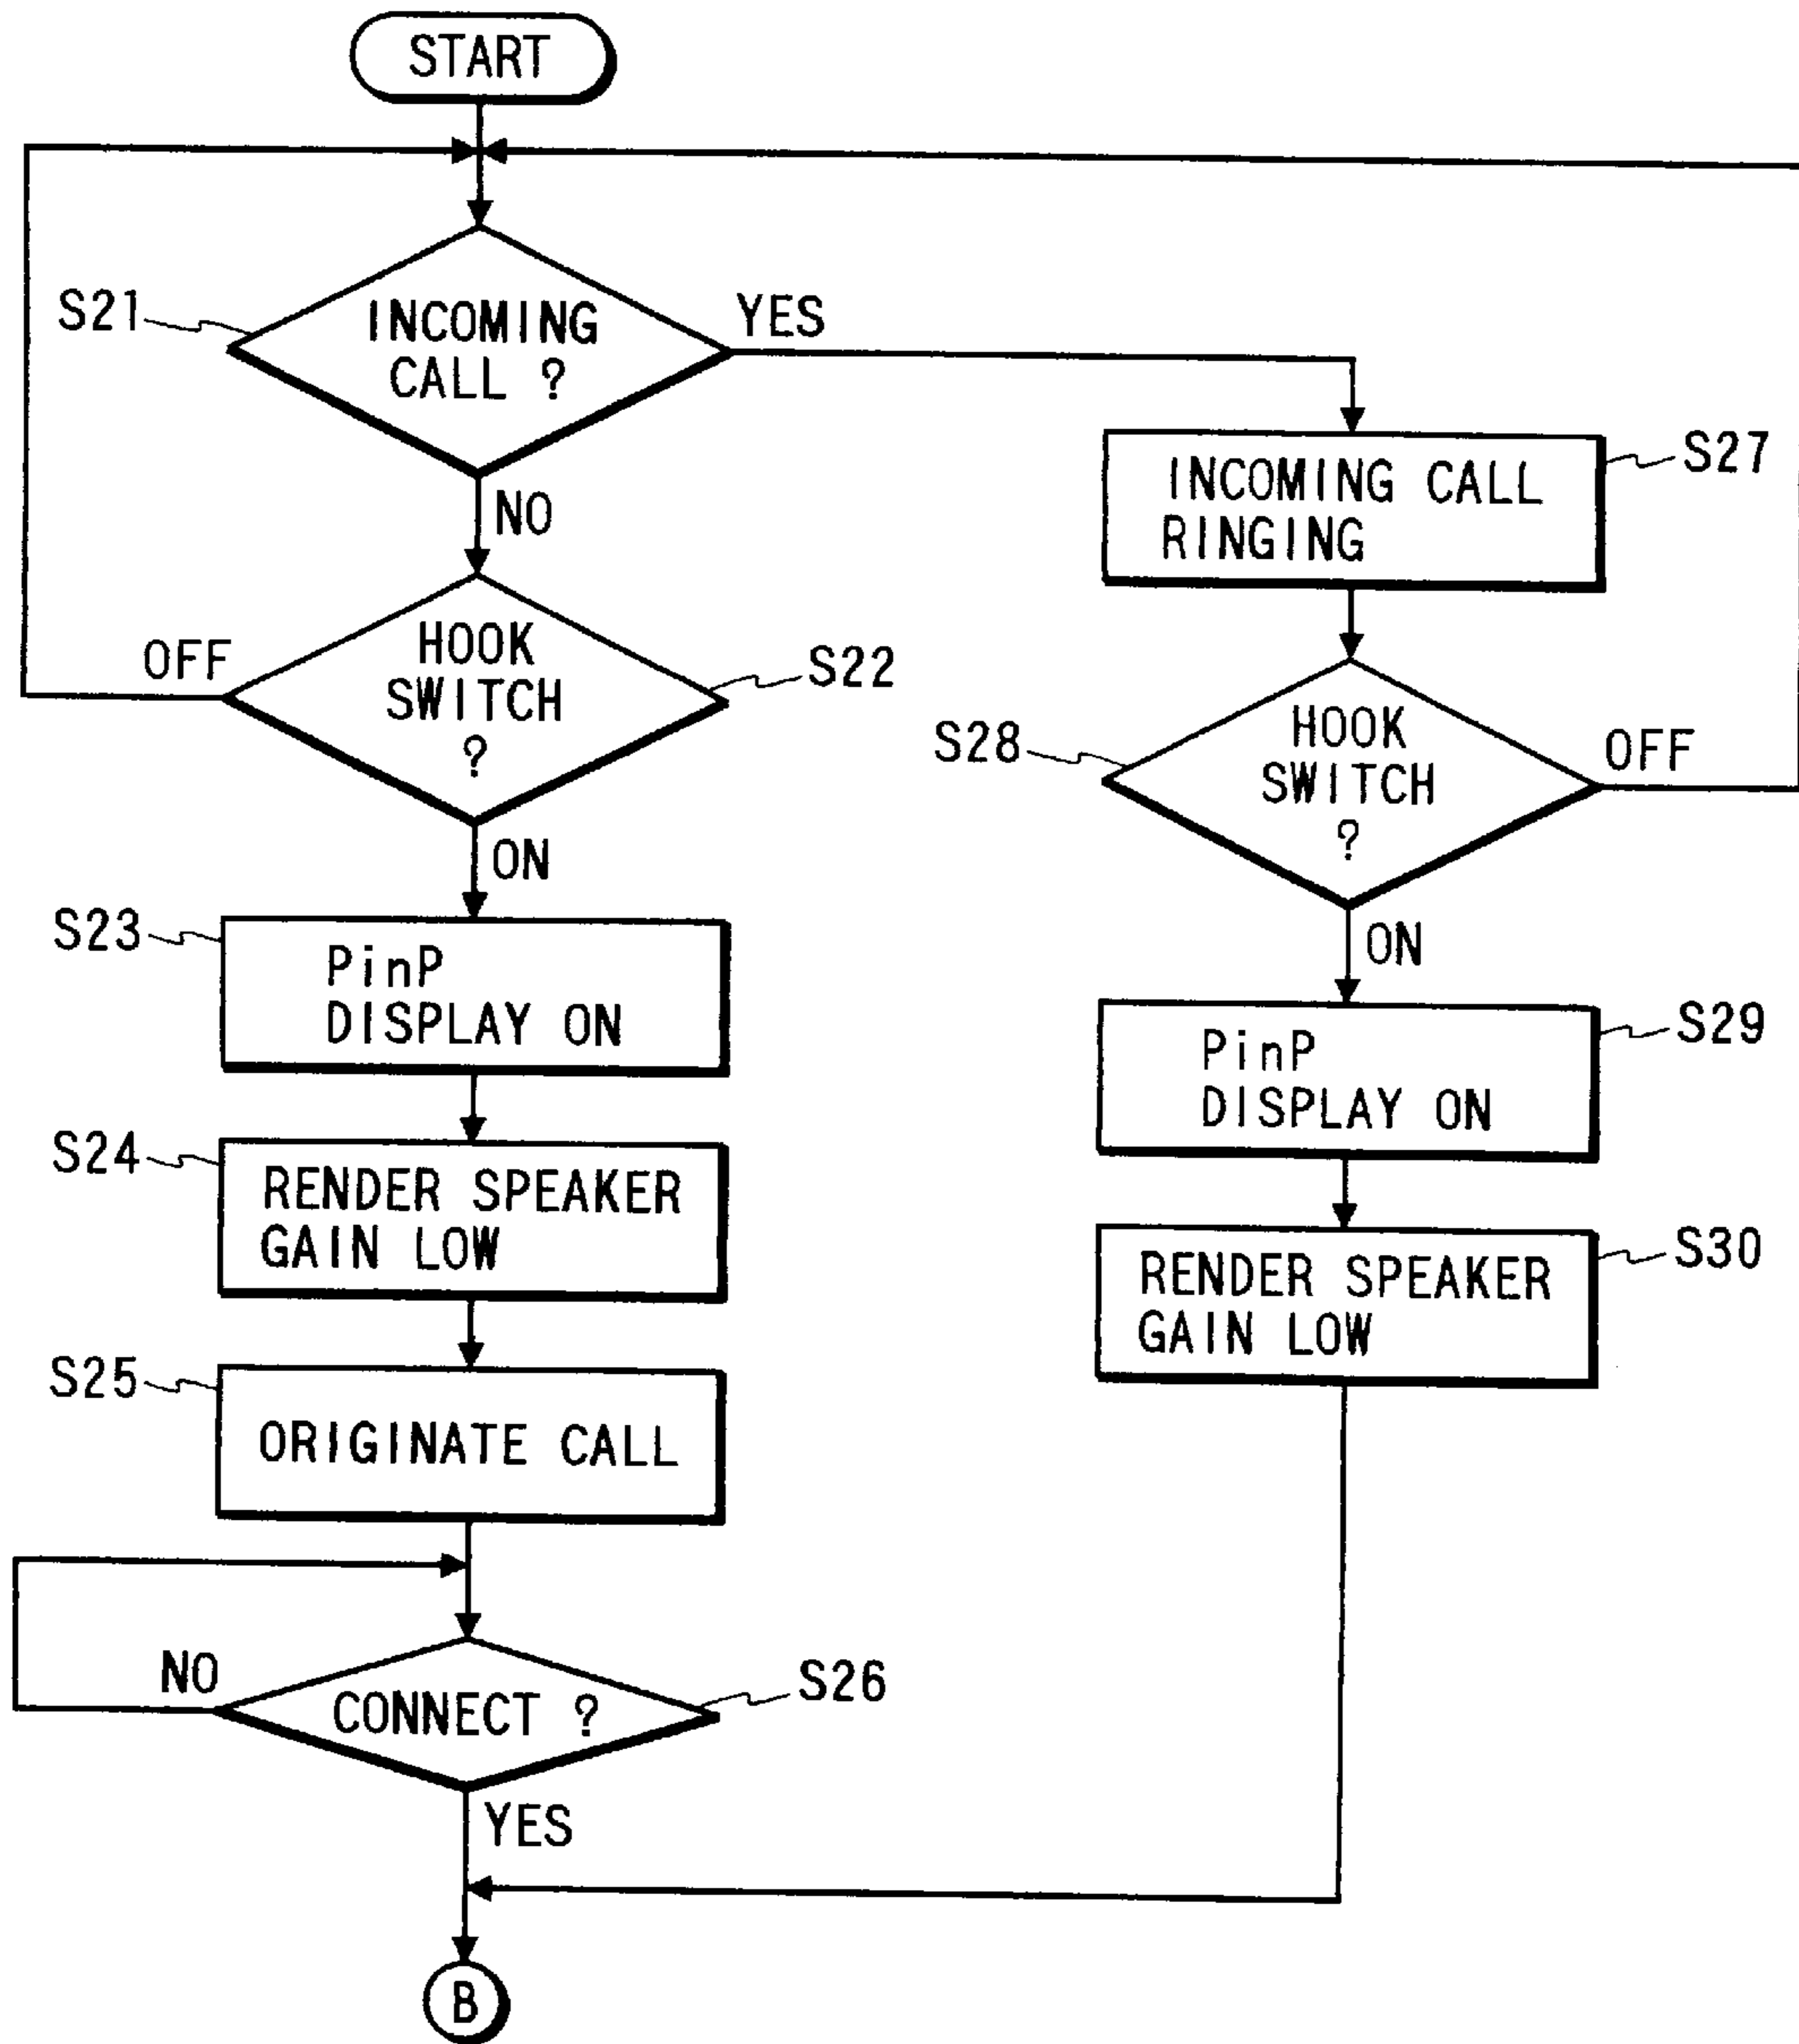 START
S21
INCOMING
CALL ?
YES
NO
S27
INCOMING CALL
RINGING
OFF
HOOK
SWITCH
?
S22
ON
S28
HOOK
SWITCH
?
OFF
ON
S23
PinP
DISPLAY ON
S29
PinP
DISPLAY ON
S24
RENDER SPEAKER
GAIN LOW
S30
RENDER SPEAKER
GAIN LOW
S25
ORIGINATE CALL
NO
CONNECT ?
S26
YES
B